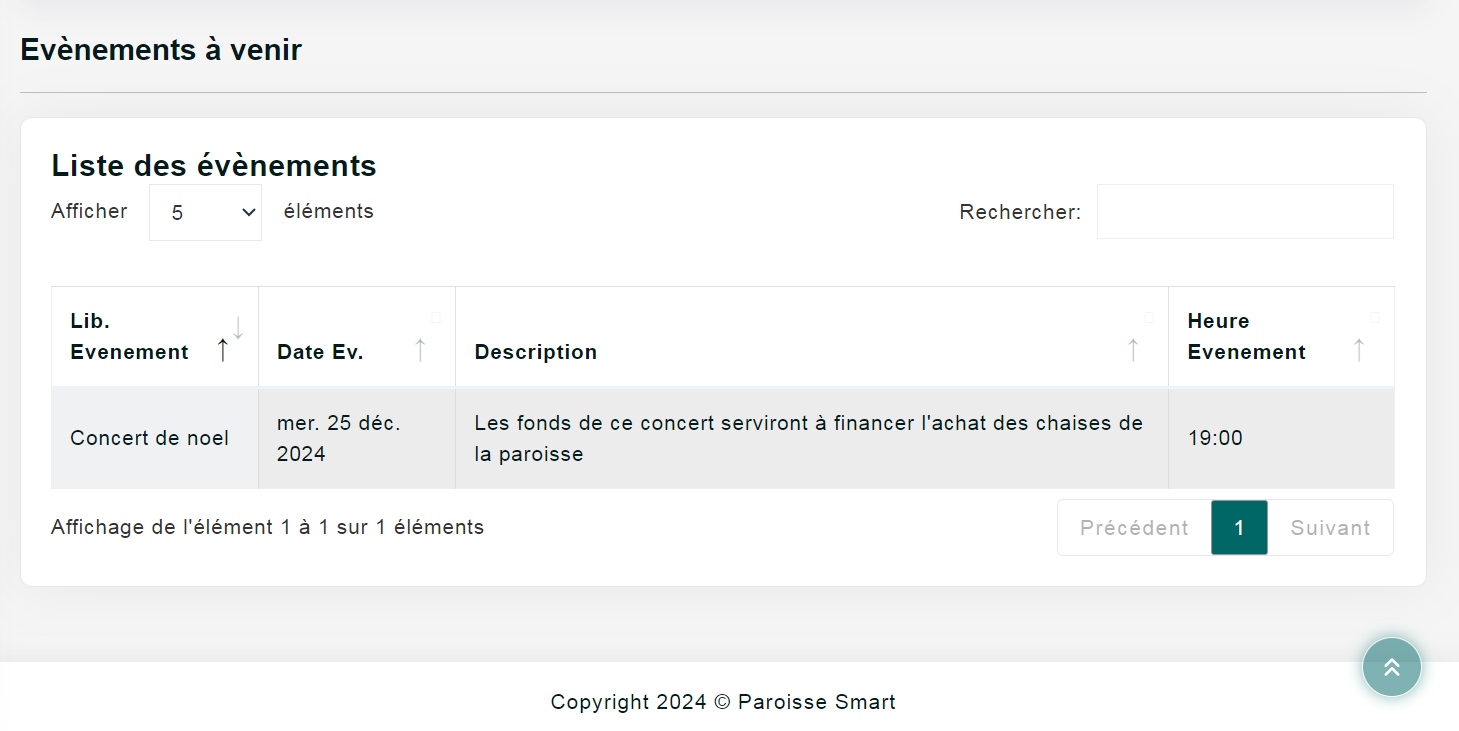 Evènements à venir
Liste des évènements
Afficher 5 éléments
Rechercher:
Lib.
Evenement
Date Ev.
Description
Heure
Evenement
Concert de noel
mer. 25 déc.
2024
Les fonds de ce concert serviront à financer l'achat des chaises de
la paroisse
19:00
Affichage de l'élément 1 à 1 sur 1 éléments
Précédent 1 Suivant
Copyright 2024 © Paroisse Smart